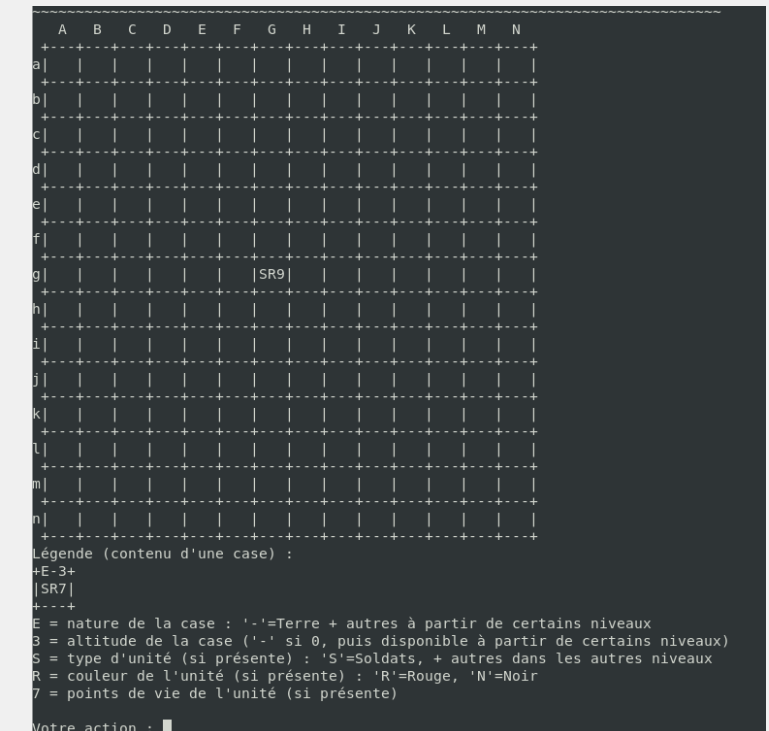 ~~~~~~~~~~~~~~~~~~~~~~~~~~~~~~~~~~~~~~~~~~~~~~~~~~~~~~~~~~~~~~~~~~~~~~~~~~~~~~~
   A   B   C   D   E   F   G   H   I   J   K   L   M   N
 +---+---+---+---+---+---+---+---+---+---+---+---+---+---+
a|   |   |   |   |   |   |   |   |   |   |   |   |   |   |
 +---+---+---+---+---+---+---+---+---+---+---+---+---+---+
b|   |   |   |   |   |   |   |   |   |   |   |   |   |   |
 +---+---+---+---+---+---+---+---+---+---+---+---+---+---+
c|   |   |   |   |   |   |   |   |   |   |   |   |   |   |
 +---+---+---+---+---+---+---+---+---+---+---+---+---+---+
d|   |   |   |   |   |   |   |   |   |   |   |   |   |   |
 +---+---+---+---+---+---+---+---+---+---+---+---+---+---+
e|   |   |   |   |   |   |   |   |   |   |   |   |   |   |
 +---+---+---+---+---+---+---+---+---+---+---+---+---+---+
f|   |   |   |   |   |   |   |   |   |   |   |   |   |   |
 +---+---+---+---+---+---+---+---+---+---+---+---+---+---+
g|   |   |   |   |   |   |SR9|   |   |   |   |   |   |   |
 +---+---+---+---+---+---+---+---+---+---+---+---+---+---+
h|   |   |   |   |   |   |   |   |   |   |   |   |   |   |
 +---+---+---+---+---+---+---+---+---+---+---+---+---+---+
i|   |   |   |   |   |   |   |   |   |   |   |   |   |   |
 +---+---+---+---+---+---+---+---+---+---+---+---+---+---+
j|   |   |   |   |   |   |   |   |   |   |   |   |   |   |
 +---+---+---+---+---+---+---+---+---+---+---+---+---+---+
k|   |   |   |   |   |   |   |   |   |   |   |   |   |   |
 +---+---+---+---+---+---+---+---+---+---+---+---+---+---+
l|   |   |   |   |   |   |   |   |   |   |   |   |   |   |
 +---+---+---+---+---+---+---+---+---+---+---+---+---+---+
m|   |   |   |   |   |   |   |   |   |   |   |   |   |   |
 +---+---+---+---+---+---+---+---+---+---+---+---+---+---+
n|   |   |   |   |   |   |   |   |   |   |   |   |   |   |
 +---+---+---+---+---+---+---+---+---+---+---+---+---+---+
Légende (contenu d'une case) :
+E-3+
|SR7|
+---+
E = nature de la case : '-'=Terre + autres à partir de certains niveaux
3 = altitude de la case ('-' si 0, puis disponible à partir de certains niveaux)
S = type d'unité (si présente) : 'S'=Soldats, + autres dans les autres niveaux
R = couleur de l'unité (si présente) : 'R'=Rouge, 'N'=Noir
7 = points de vie de l'unité (si présente)
Votre action :